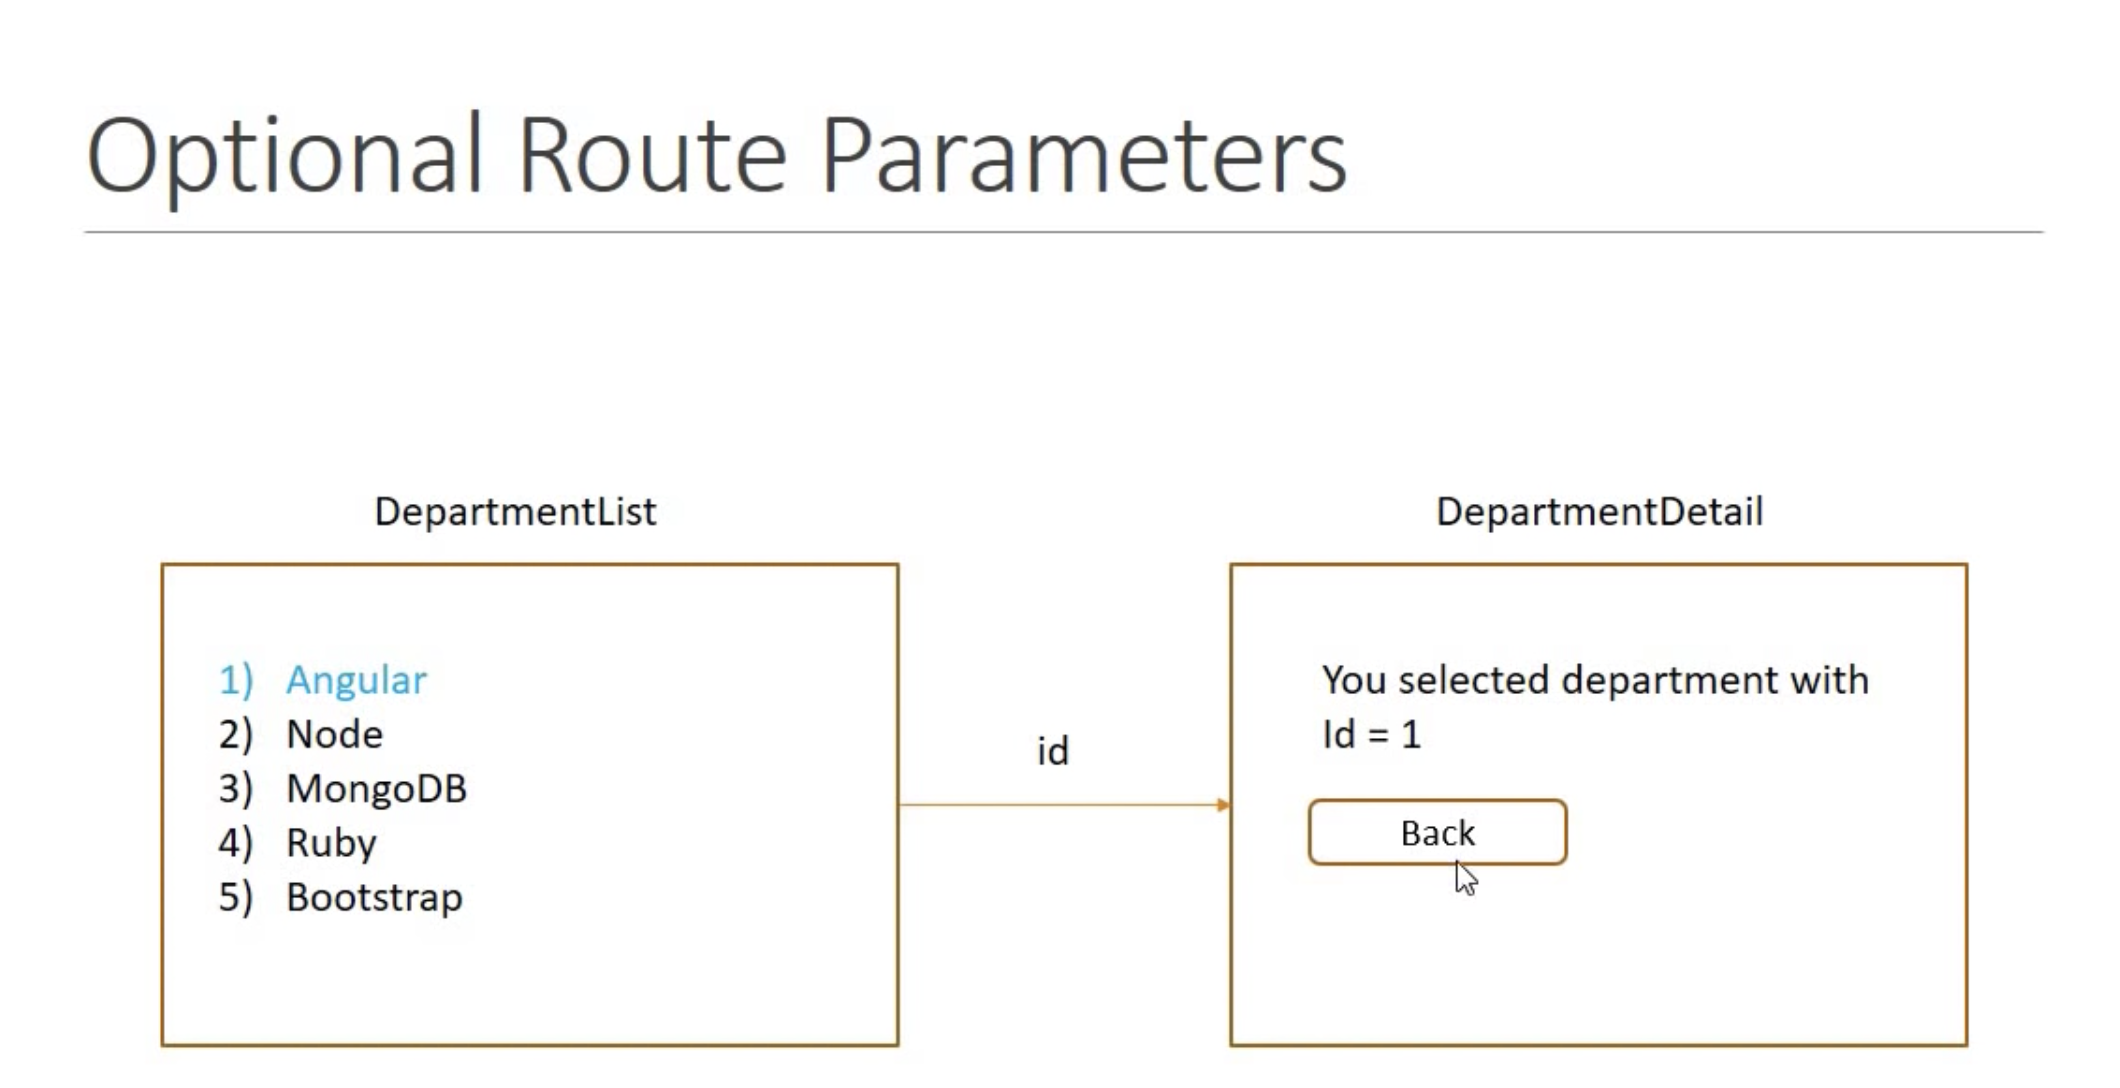 Optional Route Parameters
DepartmentList
1) Angular
2) Node
3) MongoDB
4) Ruby
5) Bootstrap
id
DepartmentDetail
You selected department with
Id = 1
Back